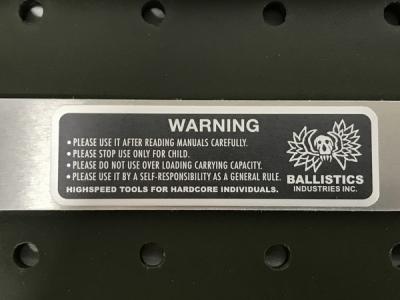 WARNING
• PLEASE USE IT AFTER READING MANUALS CAREFULLY.
• PLEASE STOP USE ONLY FOR CHILD.
• PLEASE DO NOT USE OVER LOADING CARRYING CAPACITY.
• PLEASE USE IT BY A SELF-RESPONSIBILITY AS A GENERAL RULE.
HIGHSPEED TOOLS FOR HARDCORE INDIVIDUALS.
BALLISTICS
INDUSTRIES INC.